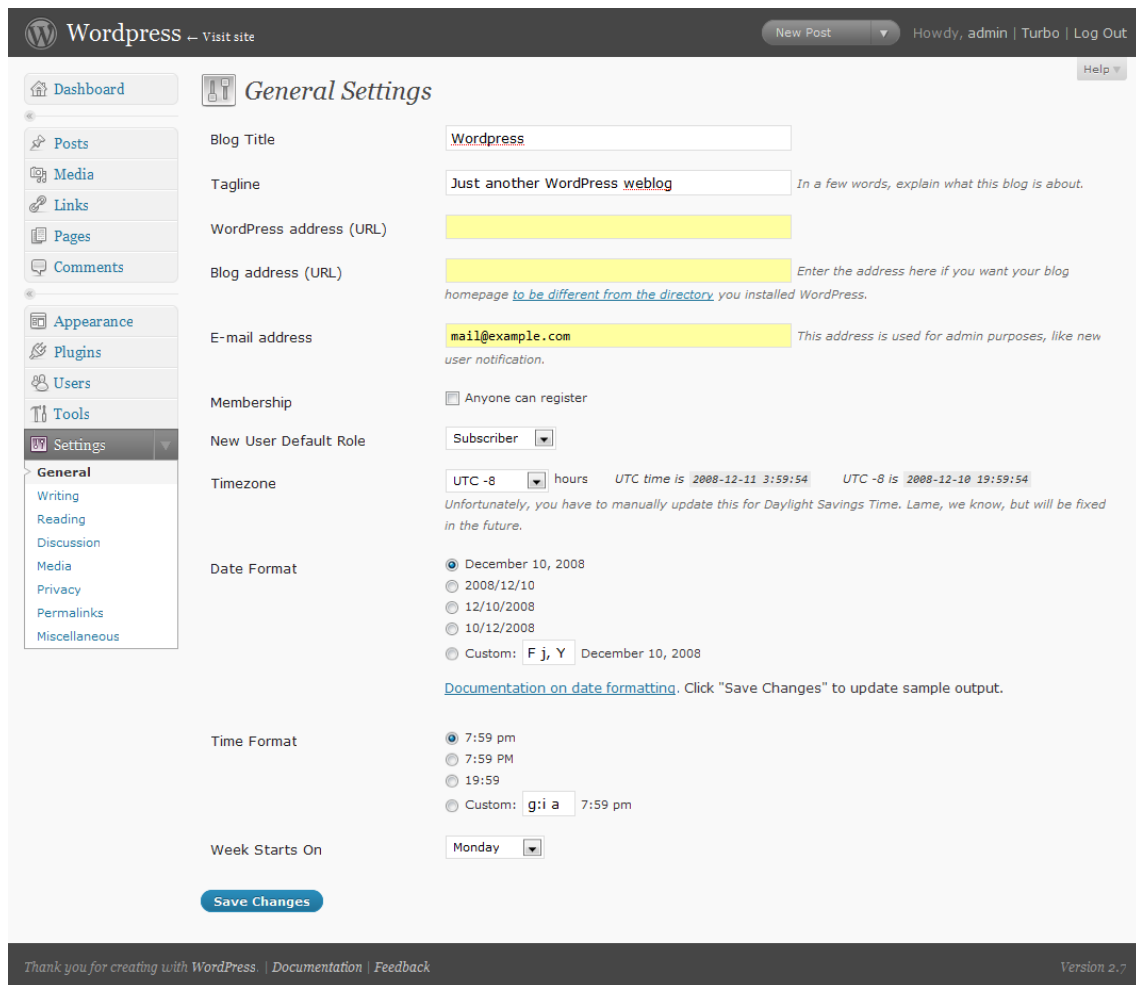 Wordpress ← Visit site
New Post
Howdy, admin | Turbo | Log Out
Help
Dashboard
Posts
Media
Links
Pages
Comments
Appearance
Plugins
Users
Tools
Settings
General
Writing
Reading
Discussion
Media
Privacy
Permalinks
Miscellaneous
General Settings
Blog Title Wordpress
Tagline Just another WordPress weblog In a few words, explain what this blog is about.
WordPress address (URL)
Blog address (URL) Enter the address here if you want your blog
homepage to be different from the directory you installed WordPress.
E-mail address mail@example.com This address is used for admin purposes, like new
user notification.
Membership Anyone can register
New User Default Role Subscriber
Timezone UTC -8 hours UTC time is 2008-12-11 3:59:54 UTC -8 is 2008-12-10 19:59:54
Unfortunately, you have to manually update this for Daylight Savings Time. Lame, we know, but will be fixed
in the future.
Date Format December 10, 2008
2008/12/10
12/10/2008
10/12/2008
Custom: F j, Y December 10, 2008
Documentation on date formatting. Click "Save Changes" to update sample output.
Time Format 7:59 pm
7:59 PM
19:59
Custom: g:i a 7:59 pm
Week Starts On Monday
Save Changes
Thank you for creating with WordPress. | Documentation | Feedback
Version 2.7